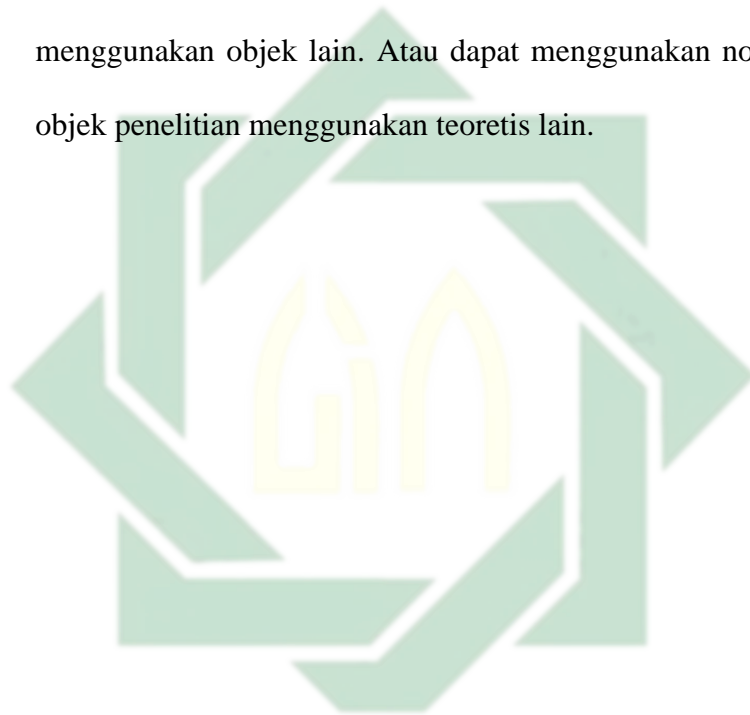 menggunakan objek lain. Atau dapat menggunakan
objek penelitian menggunakan teoretis lain.